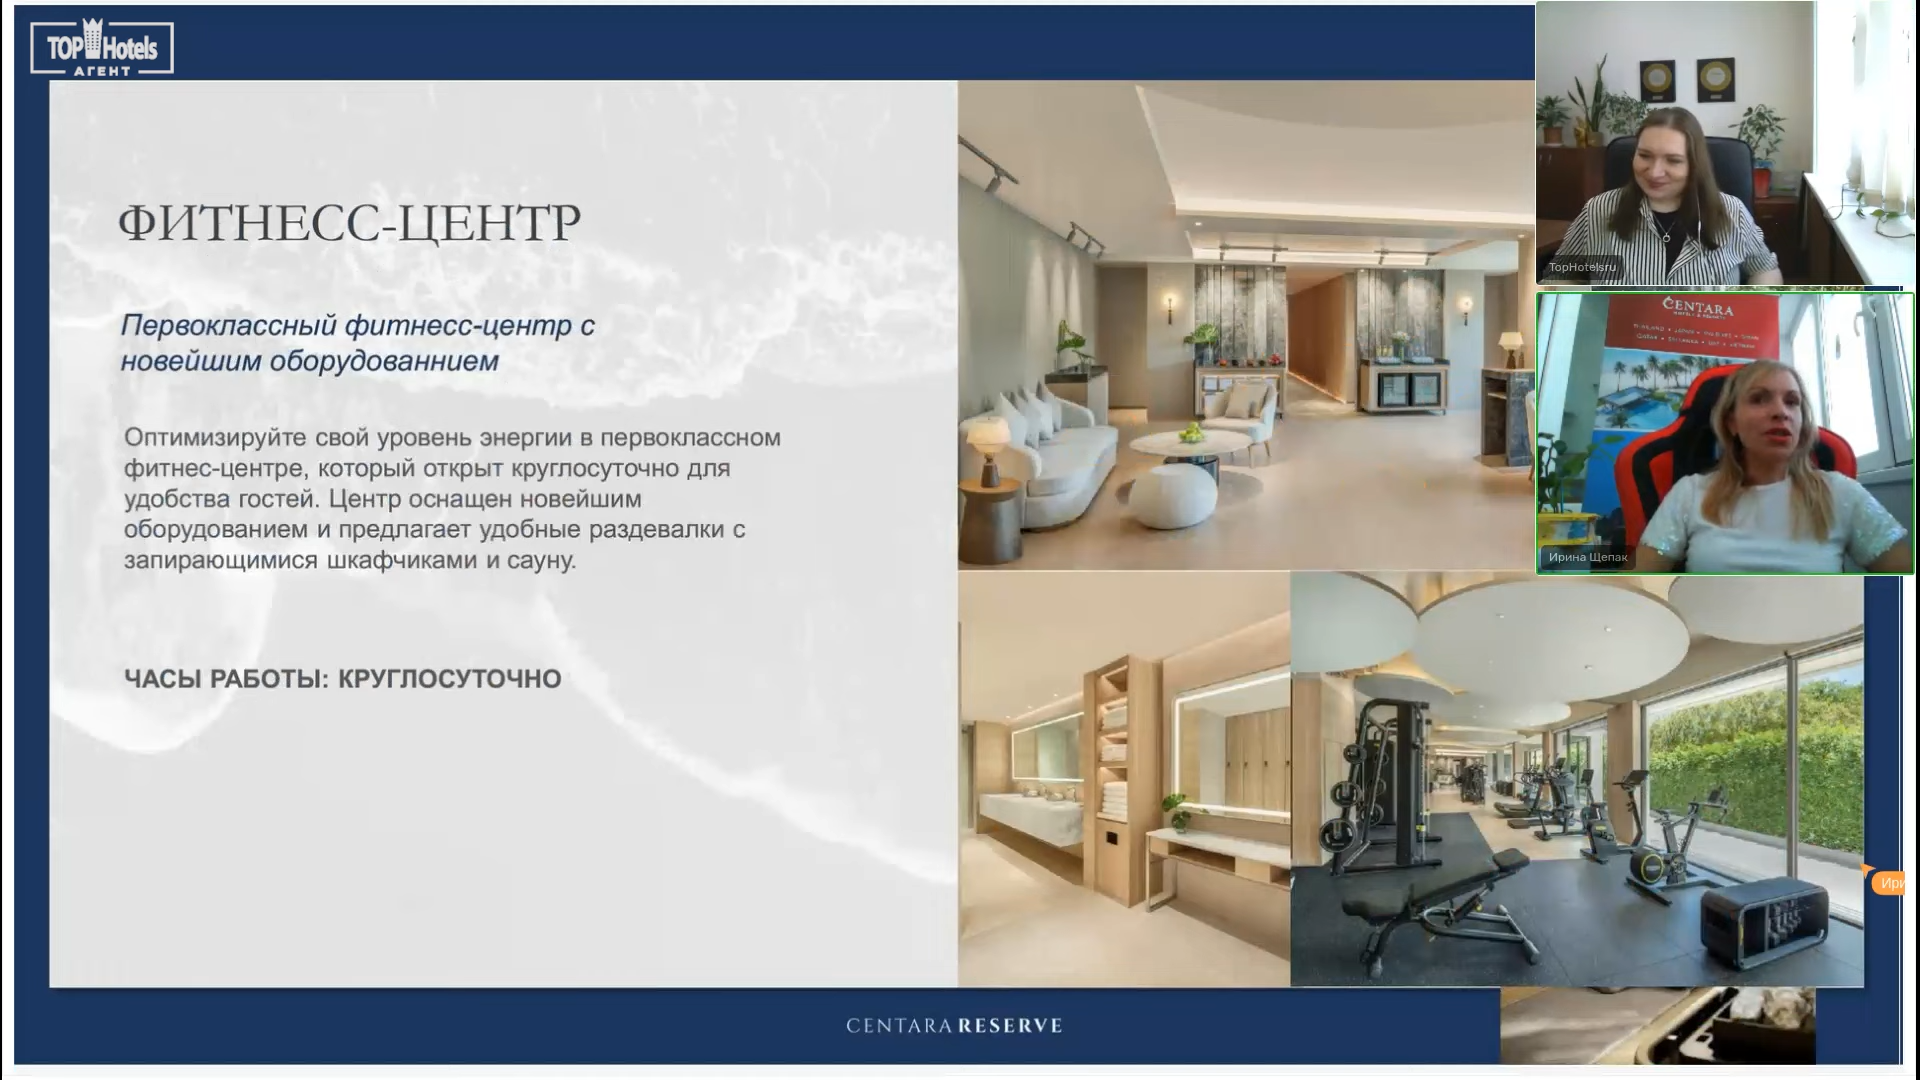 TOP Hotels
АГЕНТ
ФИТНЕСС-ЦЕНТР
Первоклассный фитнесс-центр с
новейшим оборудованнием
Оптимизируйте свой уровень энергии в первоклассном
фитнес-центре, который открыт круглосуточно для
удобства гостей. Центр оснащен новейшим
оборудованием и предлагает удобные раздевалки с
запирающимися шкафчиками и сауну.
ЧАСЫ РАБОТЫ: КРУГЛОСУТОЧНО
CENTARA RESERVE
TopHotelsru
CENTARA
Ирина Щепак
Ири